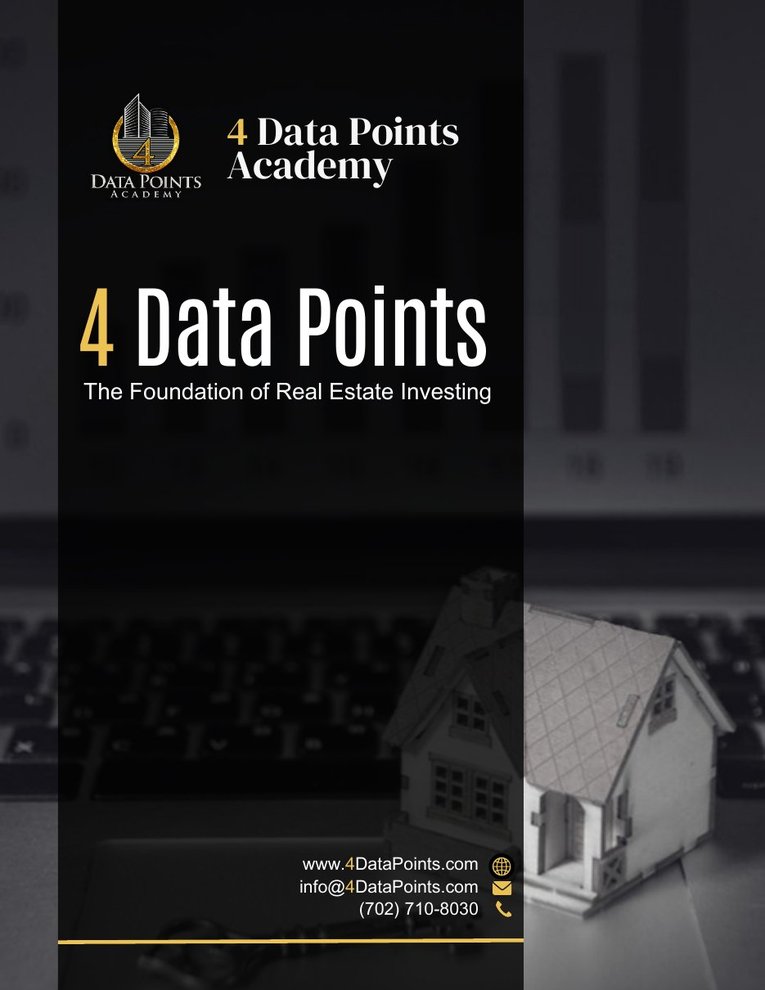 4
DATA POINTS
ACADEMY
4 Data Points
Academy
4 Data Points
The Foundation of Real Estate Investing
www.4DataPoints.com
info@4DataPoints.com
(702) 710-8030